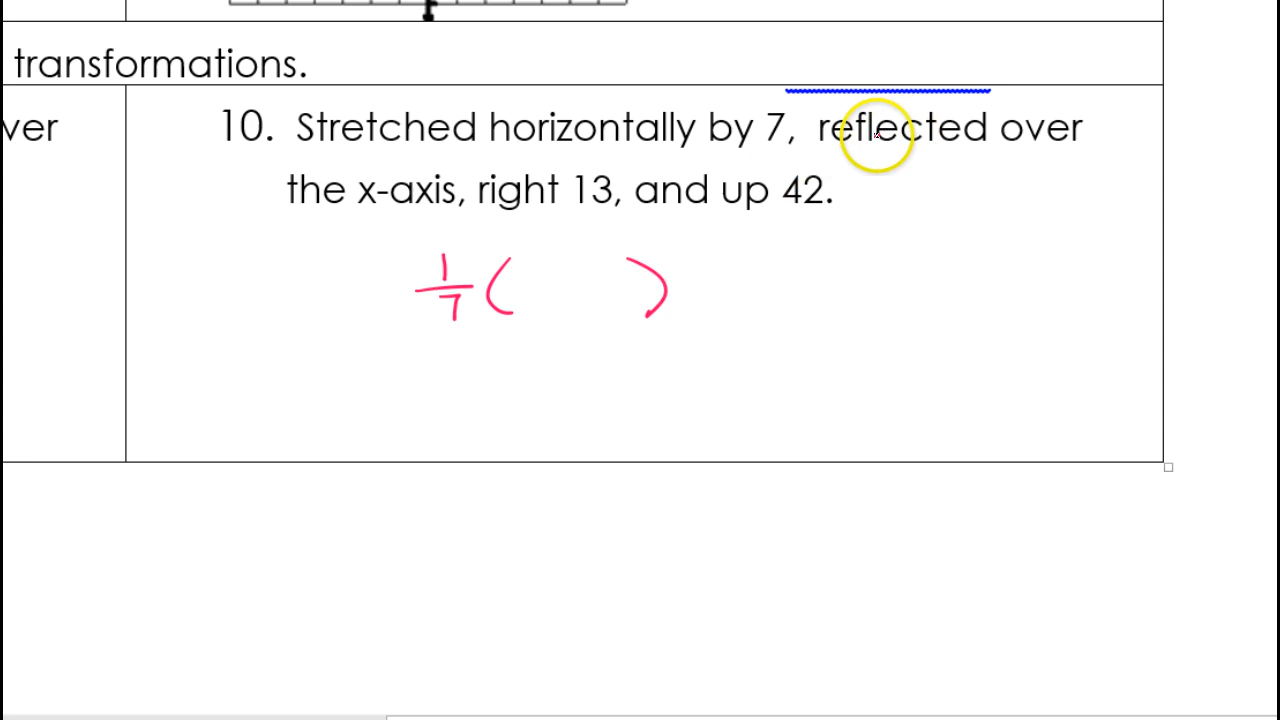 transformations.
ver
10. Stretched horizontally by 7, reflected over
the x-axis, right 13, and up 42.
1/7 ( )